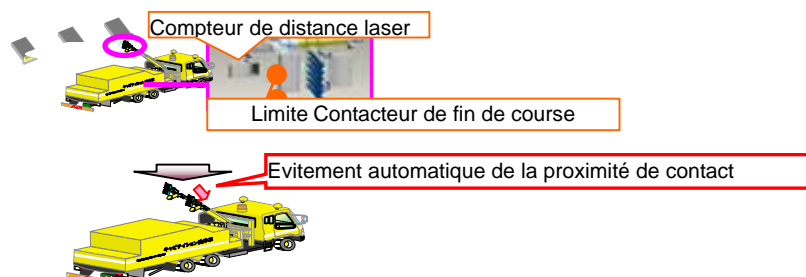 Compteur de distance laser
Limite Contacteur de fin de course
Evitement automatique de la proximité de contact